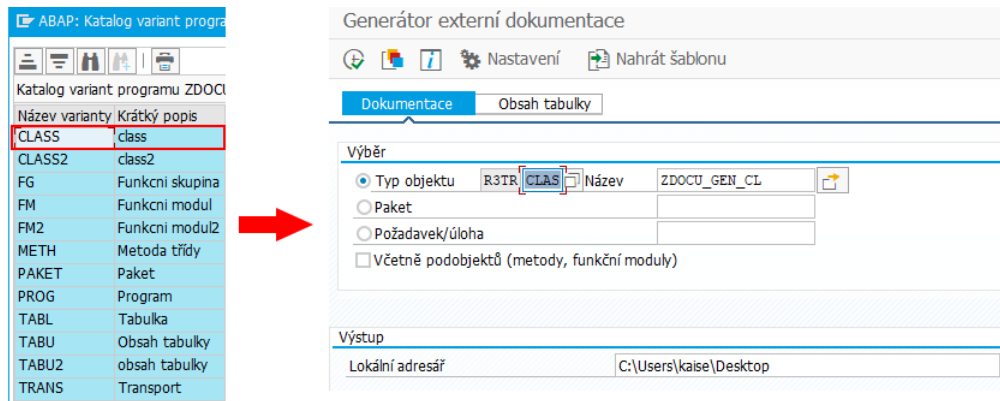 ABAP: Katalog variant progra
Katalog variant programu ZDOCU
Název varianty Krátký popis
CLASS class
CLASS2 class2
FG Funkcni skupina
FM Funkcni modul
FM2 Funkcni modul2
METH Metoda třídy
PAKET Paket
PROG Program
TABL Tabulka
TABU Obsah tabulky
TABU2 obsah tabulky
TRANS Transport
Generátor externí dokumentace
Nastavení Nahrát šablonu
Dokumentace Obsah tabulky
Výběr
Typ objektu R3TR CLAS Název ZDOCU_GEN_CL
Paket
Požadavek/úloha
Včetně podobjektů (metody, funkční moduly)
Výstup
Lokální adresář C:\Users\kaise\Desktop